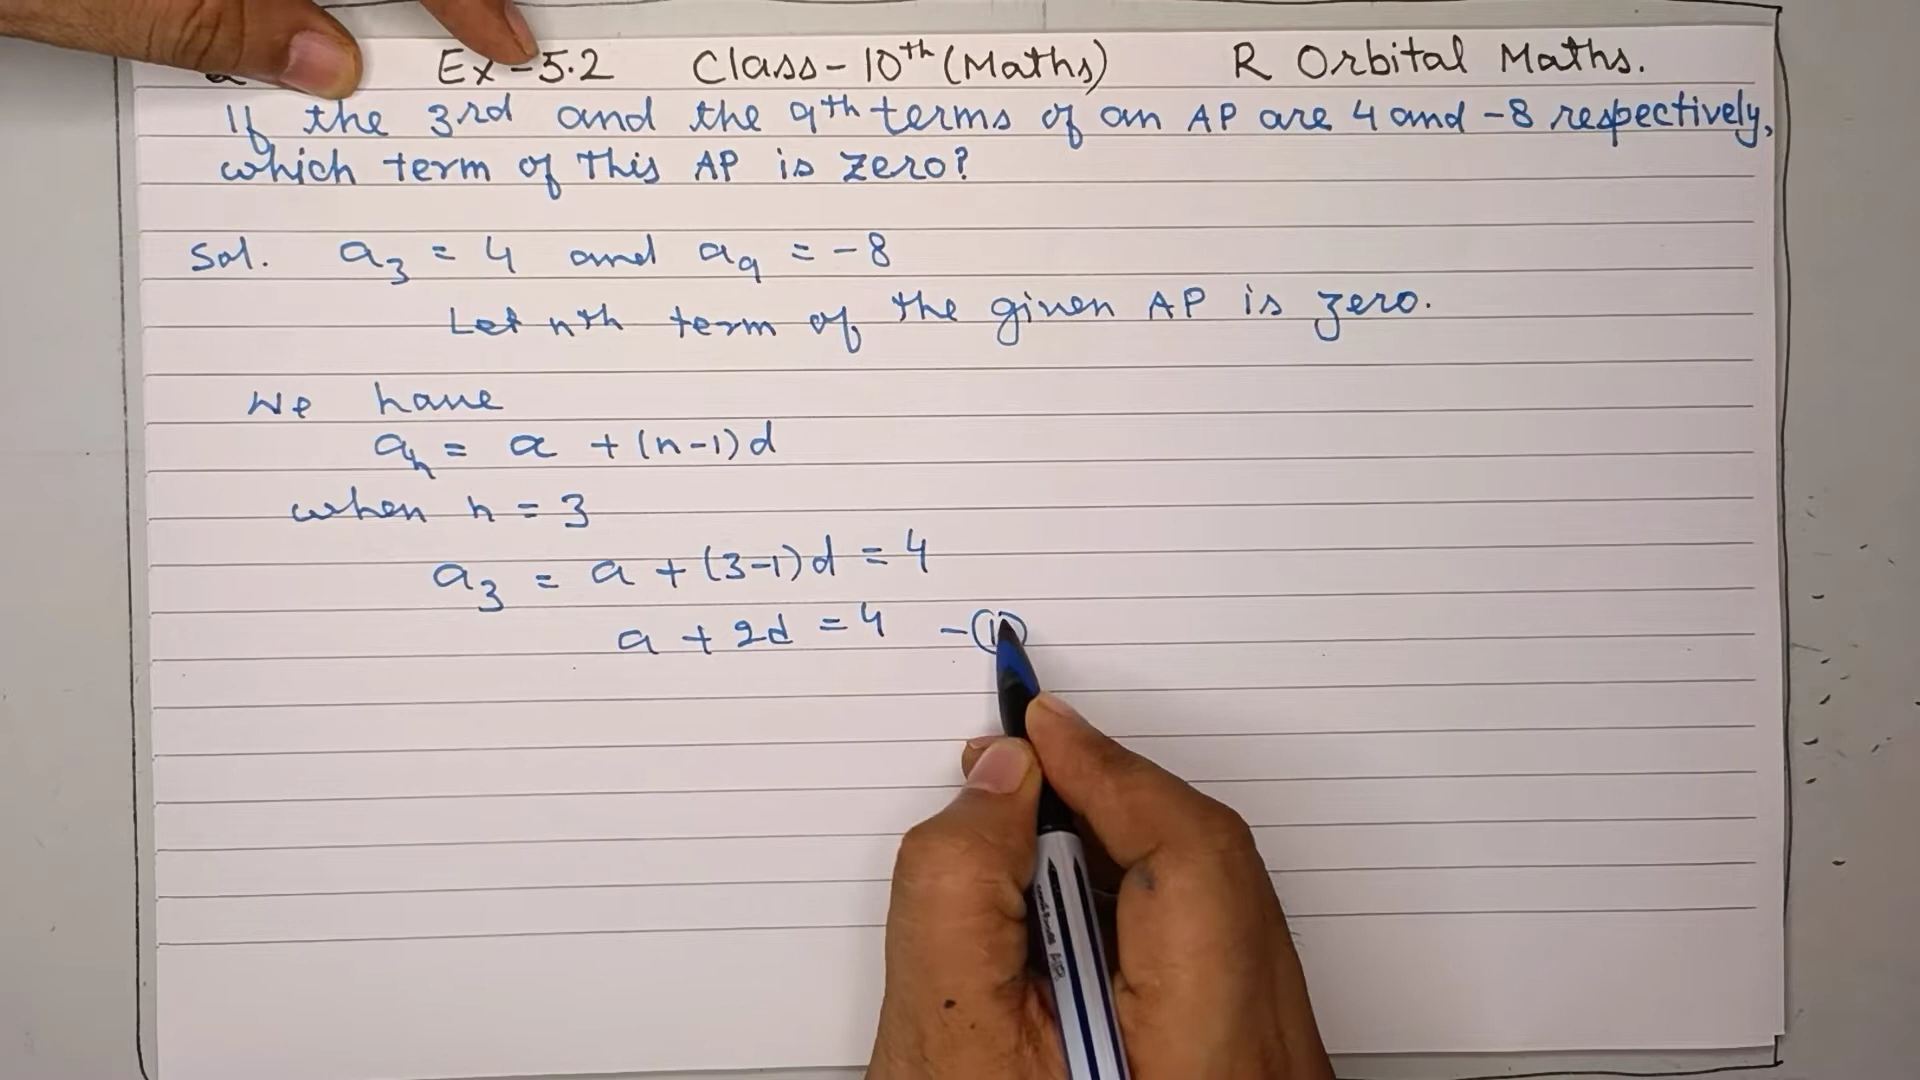 Ex-5.2 Class-10th (Maths) R Orbital Maths.
If the 3rd and the 9th terms of an AP are 4 and -8 respectively,
which term of this AP is zero?
Sol. a₃ = 4 and a₉ = -8
Let nth term of the given AP is zero.
We have
aₙ = a + (n-1)d
when n = 3
a₃ = a + (3-1)d = 4
a + 2d = 4 -①